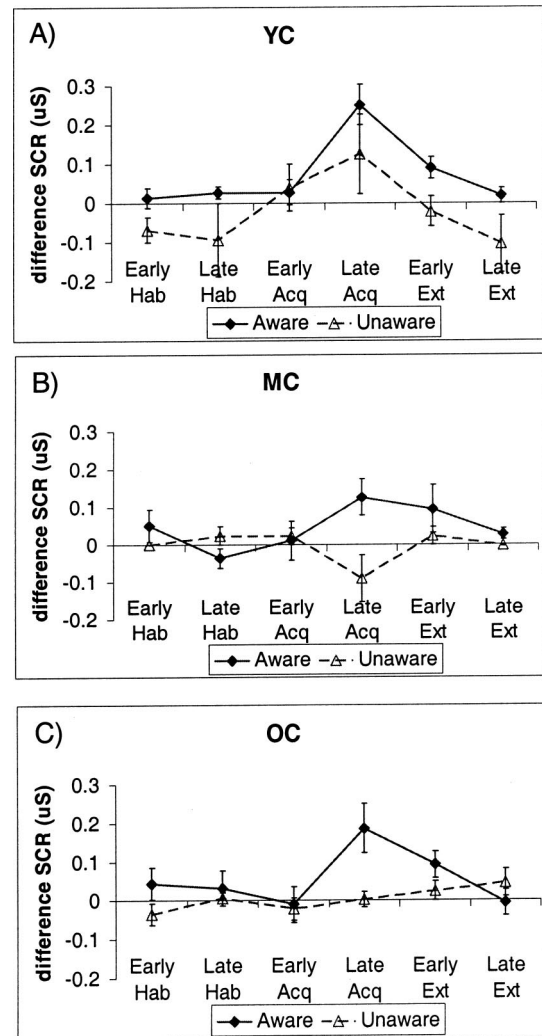 A)
YC
difference SCR (uS)
0.3
0.2
0.1
0
-0.1
-0.2
Early Hab
Late Hab
Early Acq
Late Acq
Early Ext
Late Ext
Aware
Unaware
B)
MC
difference SCR (uS)
0.3
0.2
0.1
0
-0.1
-0.2
Early Hab
Late Hab
Early Acq
Late Acq
Early Ext
Late Ext
Aware
Unaware
C)
OC
difference SCR (uS)
0.3
0.2
0.1
0
-0.1
-0.2
Early Hab
Late Hab
Early Acq
Late Acq
Early Ext
Late Ext
Aware
Unaware